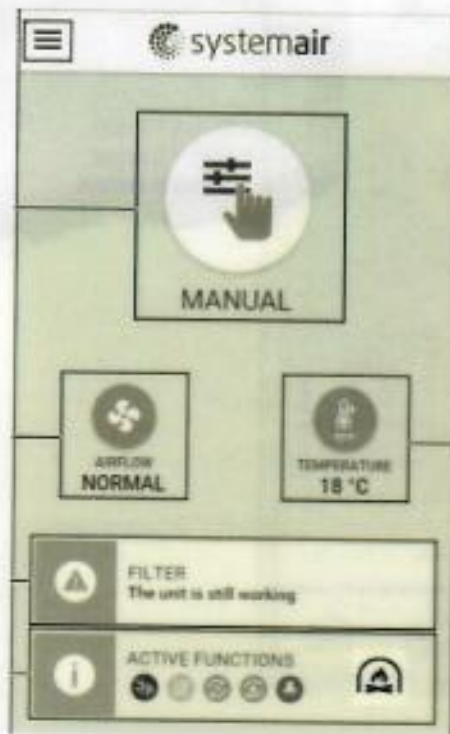 systemair
MANUAL
AIRFLOW
NORMAL
TEMPERATURE
18 °C
FILTER
The unit is still working
ACTIVE FUNCTIONS